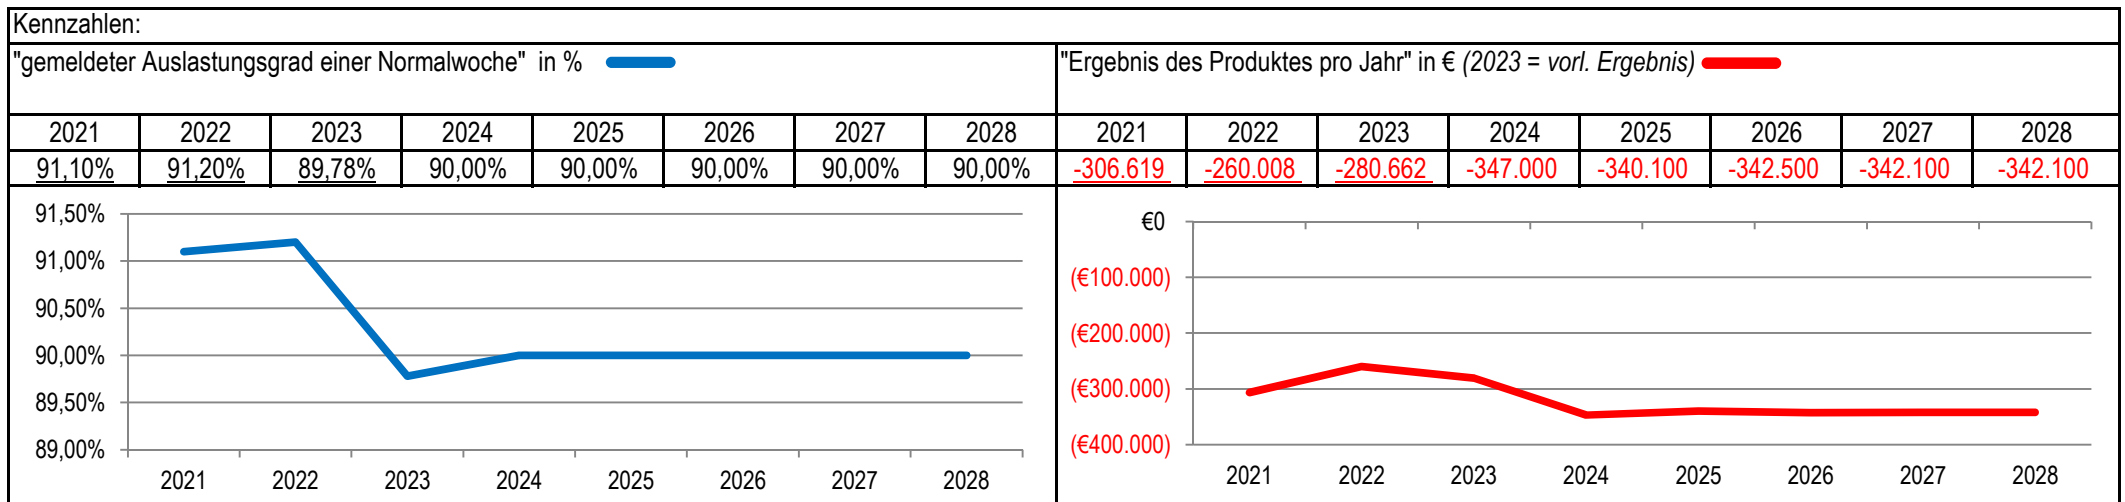 Kennzahlen:
"gemeldeter Auslastungsgrad einer Normalwoche"  in %
"Ergebnis des Produktes pro Jahr" in € (2023 = vorl. Ergebnis)
2021 2022 2023 2024 2025 2026 2027 2028 2021 2022 2023 2024 2025 2026 2027 2028
91,10% 91,20% 89,78% 90,00% 90,00% 90,00% 90,00% 90,00% -306.619 -260.008 -280.662 -347.000 -340.100 -342.500 -342.100 -342.100
91,50%
91,00%
90,50%
90,00%
89,50%
89,00%
2021 2022 2023 2024 2025 2026 2027 2028
€0
(€100.000)
(€200.000)
(€300.000)
(€400.000)
2021 2022 2023 2024 2025 2026 2027 2028